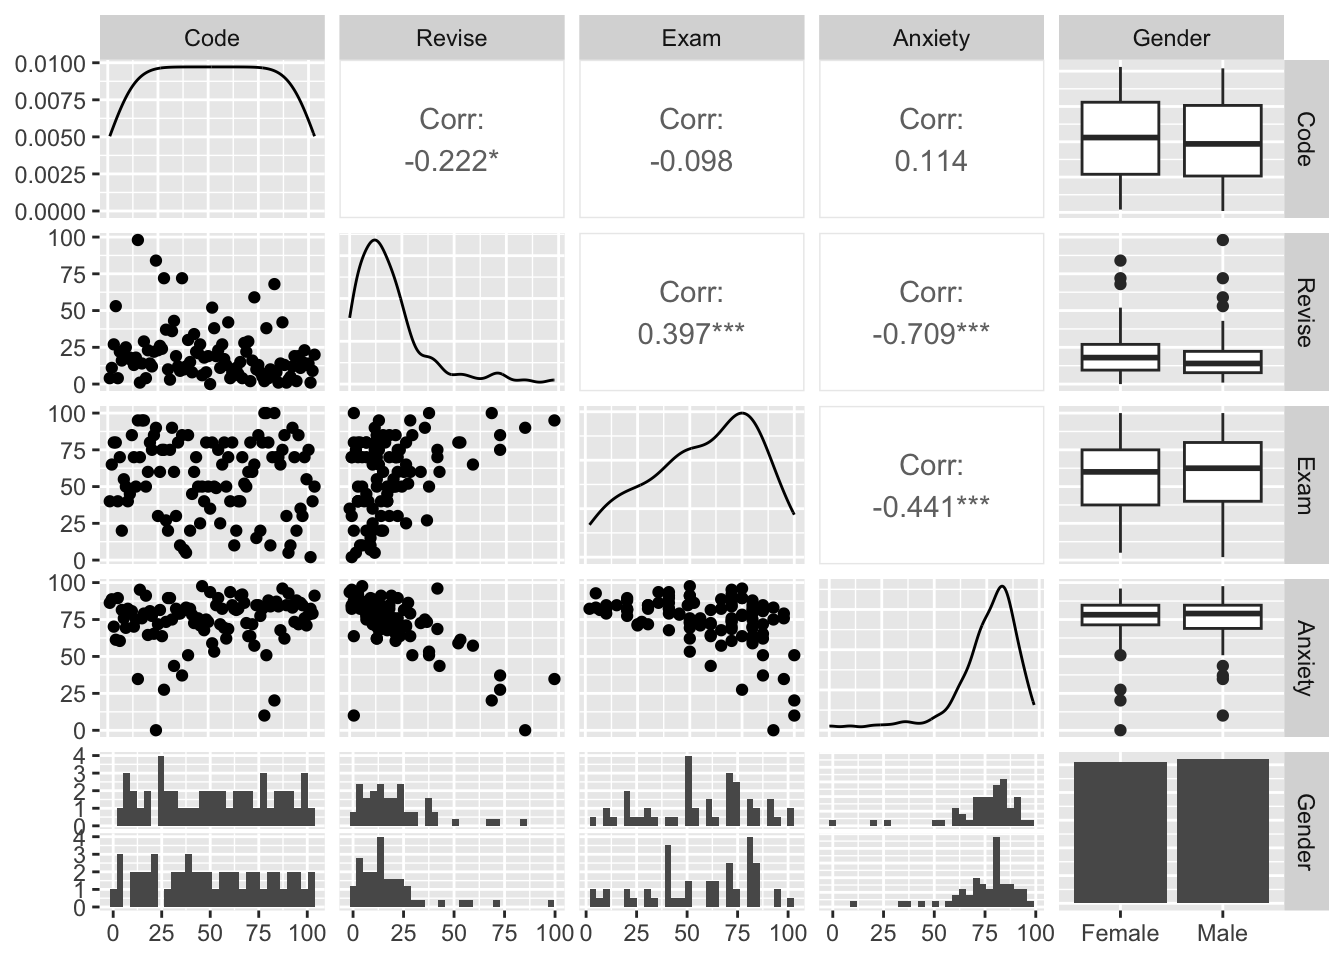 Code Revise Exam Anxiety Gender
0.0100
0.0075
0.0050
0.0025
0.0000
Corr:
-0.222*
Corr:
-0.098
Corr:
0.114
Code
100
75
50
25
0
Corr:
0.397***
Corr:
-0.709***
Revise
100
75
50
25
0
Corr:
-0.441***
Exam
100
75
50
25
0
Anxiety
4
3
2
1
0
4
3
2
1
0
Gender
0 25 50 75 100 0 25 50 75 100 0 25 50 75 100 0 25 50 75 100 Female Male